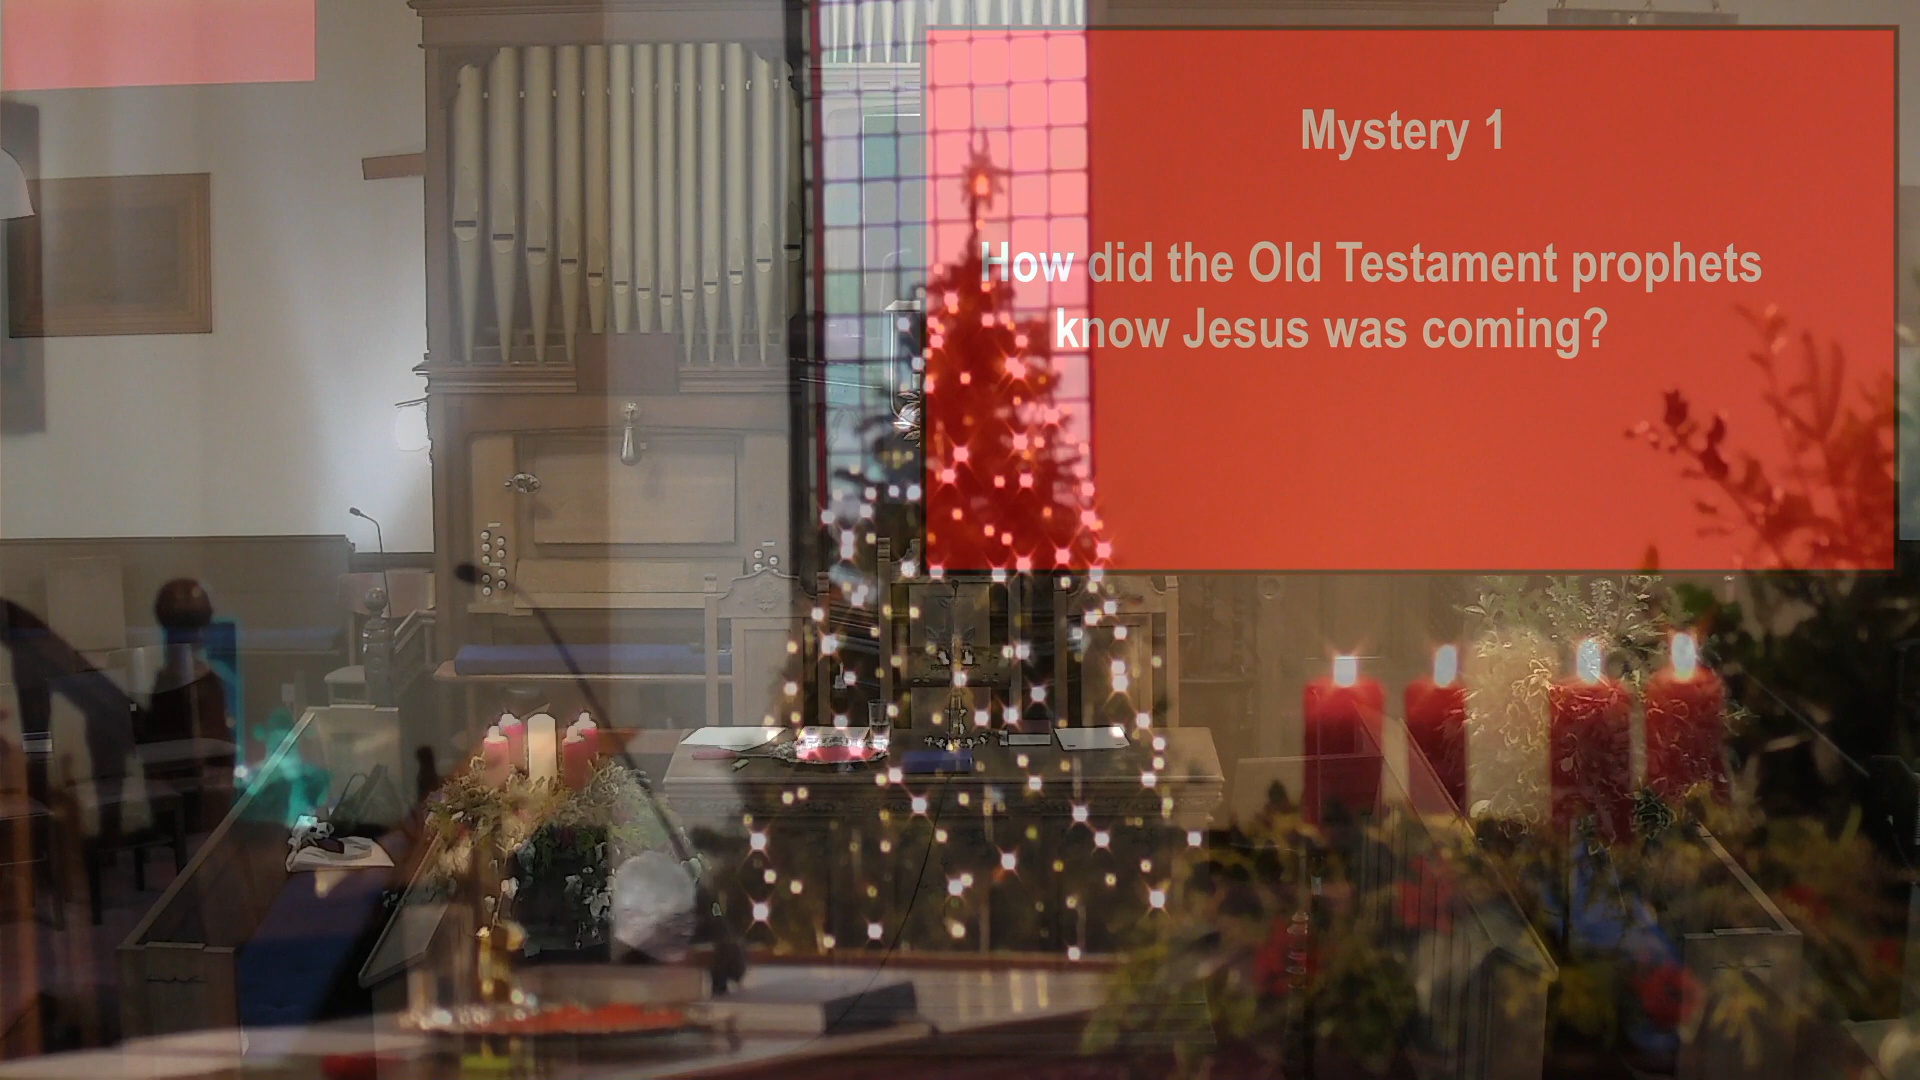 Mystery 1
How did the Old Testament prophets
know Jesus was coming?